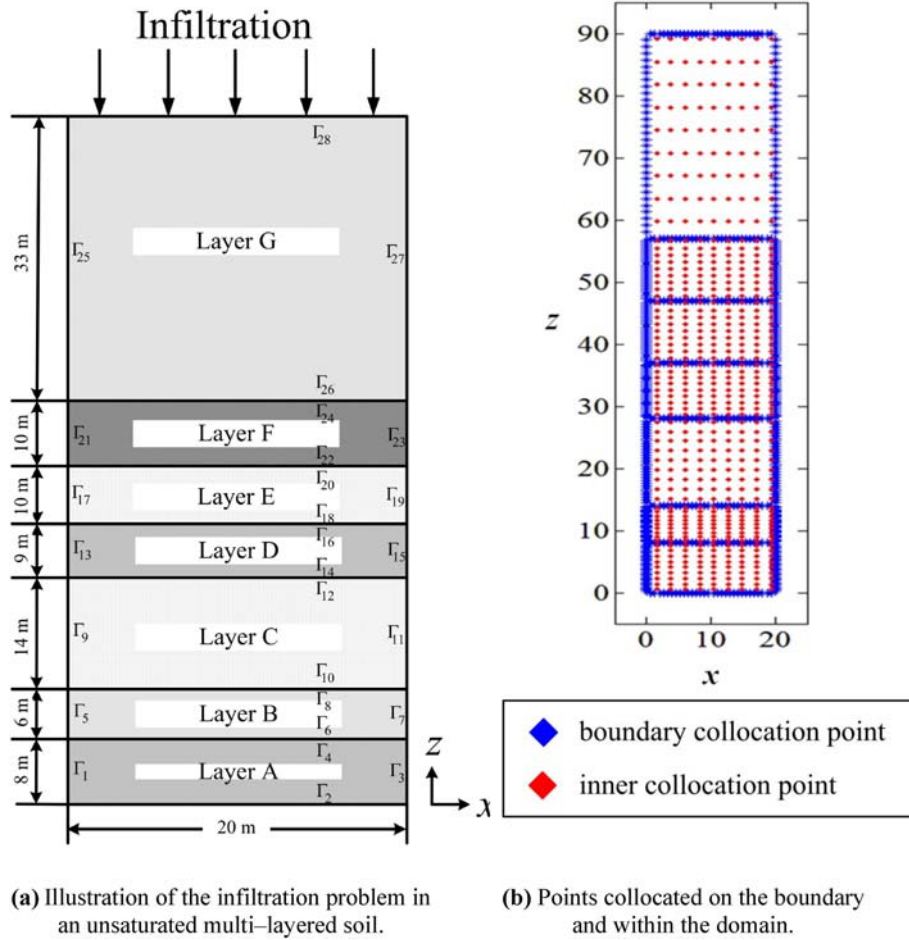 Infiltration
Γ28
33 m
Γ25
Layer G
Γ27
Γ26
10 m
Γ21
Γ24
Layer F
Γ23
Γ22
10 m
Γ17
Γ20
Layer E
Γ19
Γ18
9 m
Γ13
Γ16
Layer D
Γ15
Γ14
14 m
Γ12
Γ9
Layer C
Γ11
Γ10
6 m
Γ5
Γ8
Layer B
Γ7
Γ6
8 m
Γ1
Γ4
Layer A
Γ3
Γ2
20 m
z
x
90
80
70
60
50
40
30
20
10
0
z
0 10 20
x
boundary collocation point
inner collocation point
(a) Illustration of the infiltration problem in
an unsaturated multi–layered soil.
(b) Points collocated on the boundary
and within the domain.